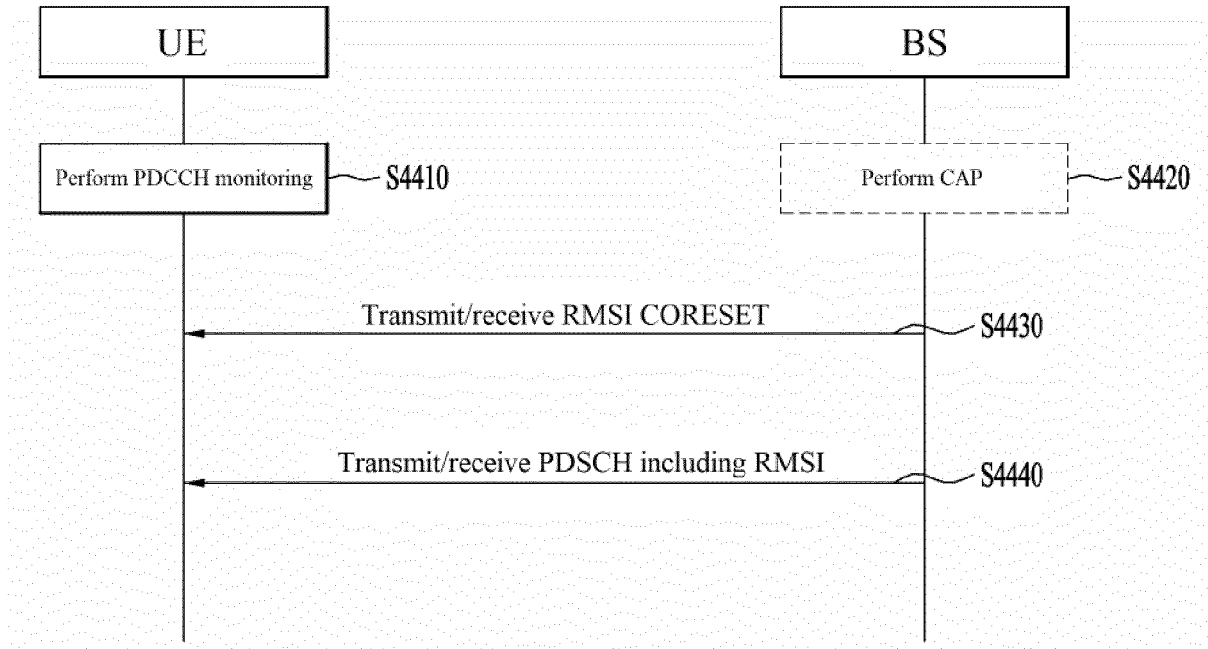 UE
BS
Perform PDCCH monitoring
S4410
Perform CAP
S4420
Transmit/receive RMSI CORESET
S4430
Transmit/receive PDSCH including RMSI
S4440